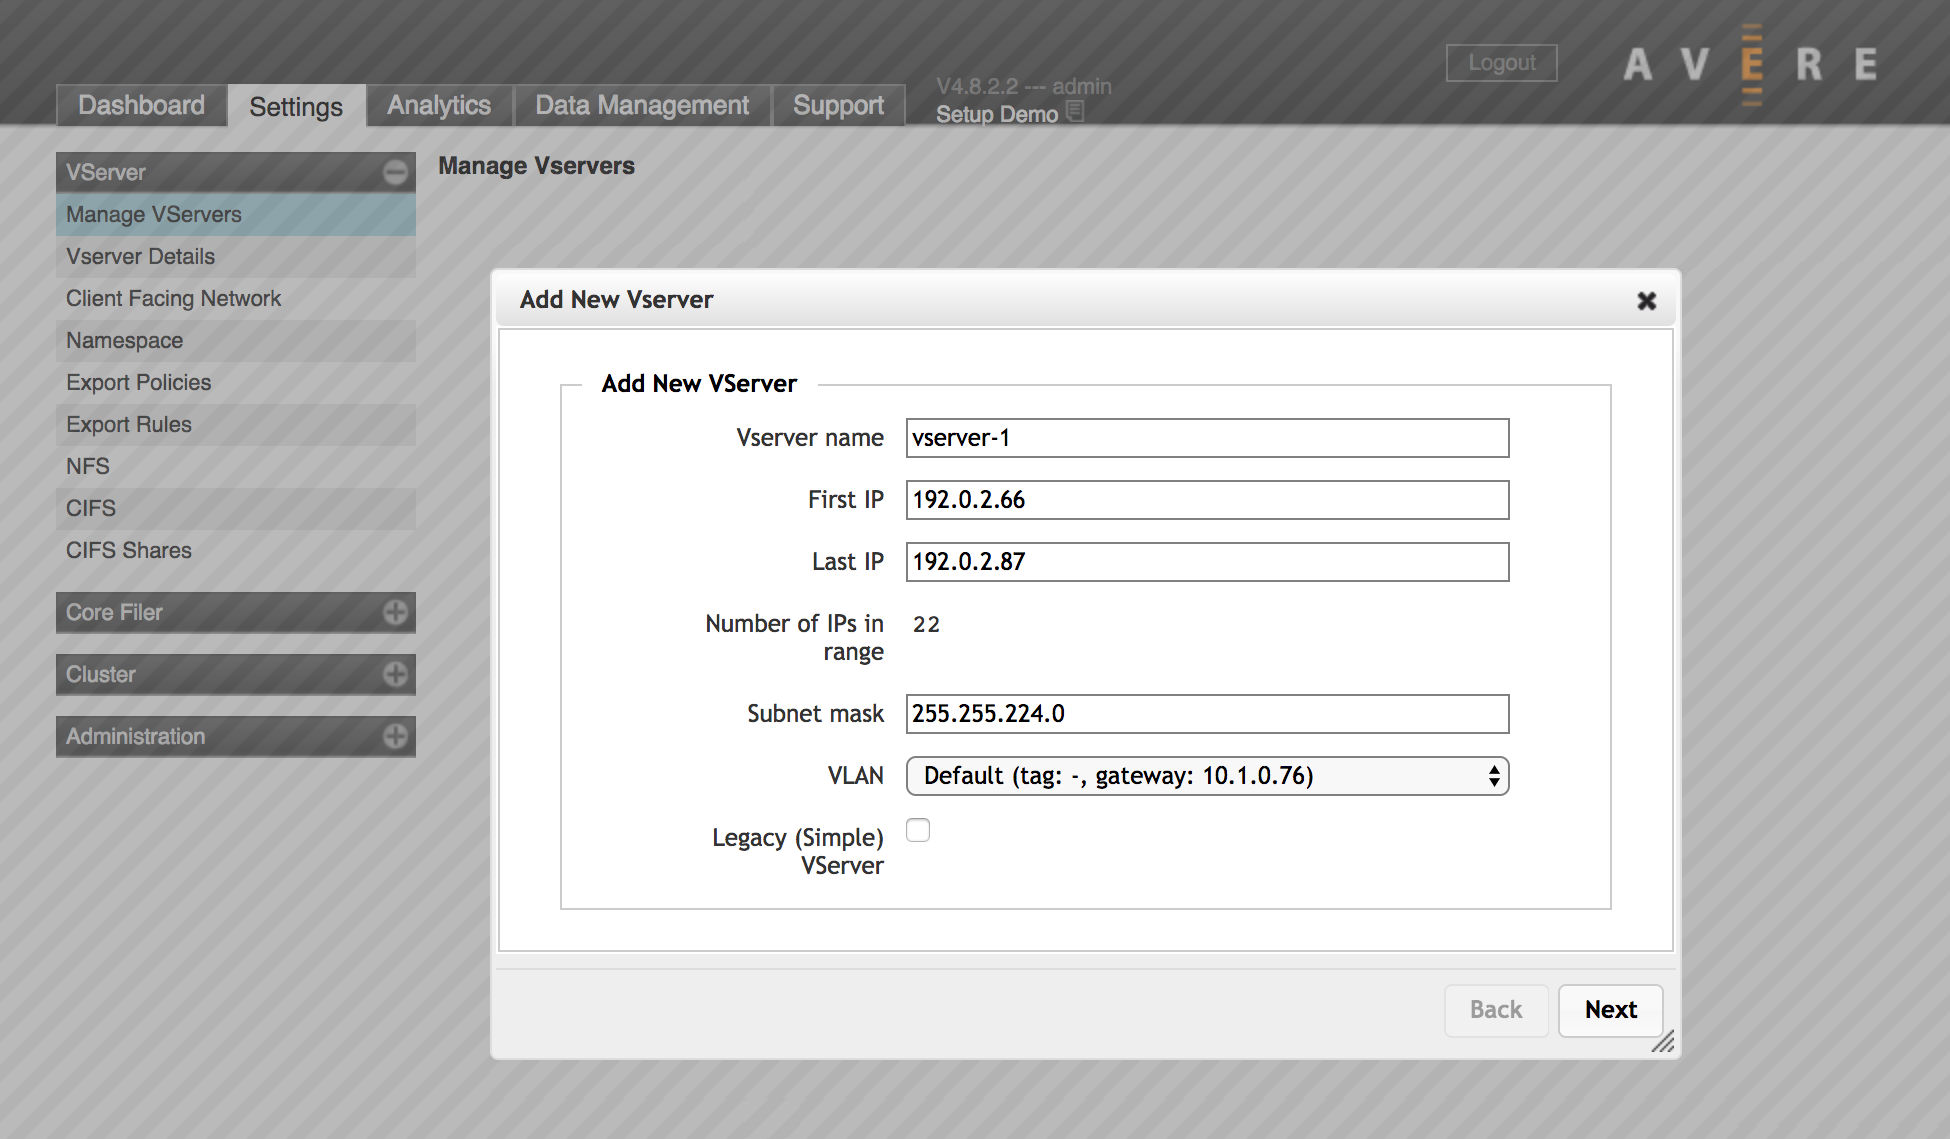 Logout
A V E R E
V4.8.2.2 --- admin
Dashboard Settings Analytics Data Management Support
Setup Demo
VServer
Manage VServers
Vserver Details
Client Facing Network
Namespace
Export Policies
Export Rules
NFS
CIFS
CIFS Shares
Core Filer
Cluster
Administration
Manage Vservers
Add New Vserver
Add New VServer
Vserver name vserver-1
First IP 192.0.2.66
Last IP 192.0.2.87
Number of IPs in 22
range
Subnet mask 255.255.224.0
VLAN Default (tag: -, gateway: 10.1.0.76)
Legacy (Simple)
VServer
Back Next